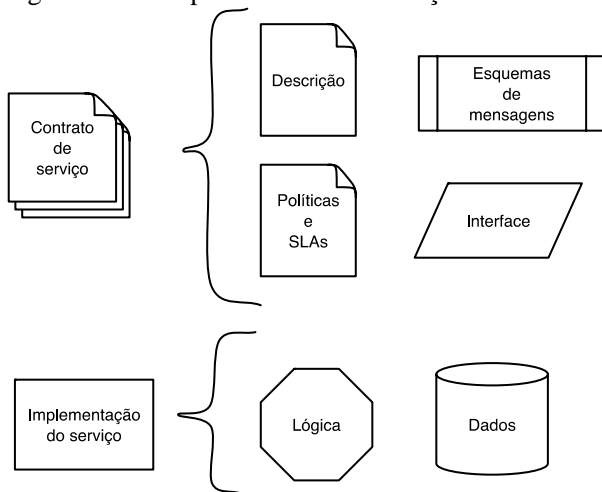 Contrato
de
serviço
Descrição
Esquemas
de
mensagens
Políticas
e
SLAs
Interface
Implementação
do serviço
Lógica
Dados